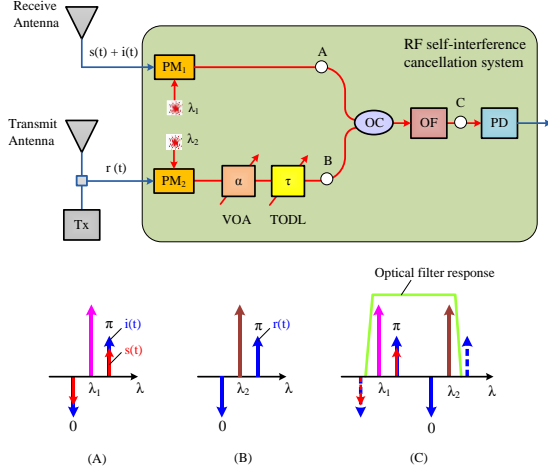 Receive
Antenna
s(t) + i(t)
PM1
A
RF self-interference
cancellation system
λ1
λ2
OC
OF
C
PD
Transmit
Antenna
r (t)
PM2
α
τ
B
VOA
TODL
Tx
Optical filter response
π
i(t)
s(t)
λ1
λ
0
π
r(t)
λ2
λ
0
π
λ1
λ2
λ
0
(A)
(B)
(C)